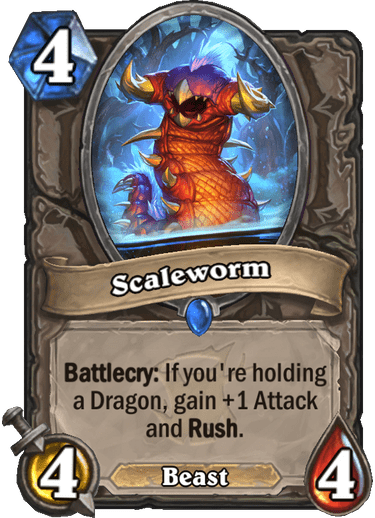 4
Scaleworm
Battlecry: If you're holding
a Dragon, gain +1 Attack
and Rush.
4
Beast
4